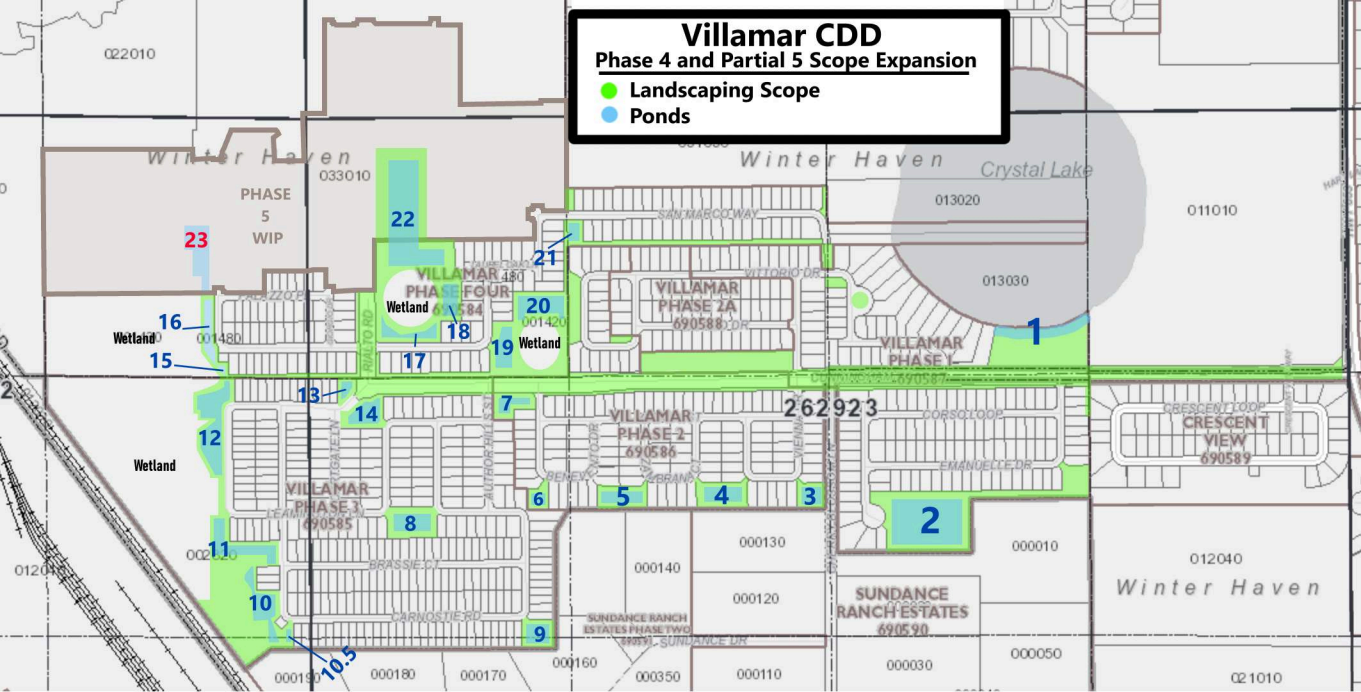 Villamar CDD
Phase 4 and Partial 5 Scope Expansion
Landscaping Scope
Ponds
022010
Winter Haven
033010
PHASE
5
WIP
22
23
Winter Haven
Crystal Lake
013020
011010
SAN MARCO WAY
21
VILLAMAR
PHASE FOUR
Wetland
VITTORIO DR
VILLAMAR
PHASE 2A
690588
013030
16
Wetland
001480
RIALTO RD
17
18
20
001420
19
Wetland
1
VILLAMAR
PHASE 1
690587
15
13
14
7
262923
12
Wetland
VILLAMAR
PHASE 2
690586
CORSO LOOP
EMANUELLE DR
CRESCENT LOOP
CRESCENT
VIEW
690589
VILLAMAR
PHASE 3
690585
6
5
4
3
2
8
11
BRASSIE CT
10
CARNOSTIE RD
9
10.5
000140
000130
000120
SUNDANCE RANCH
ESTATES PHASE TWO
SUNDANCE DR
000010
SUNDANCE
RANCH ESTATES
690590
012040
Winter Haven
000180
000170
000160
000350
000110
000030
000050
021010